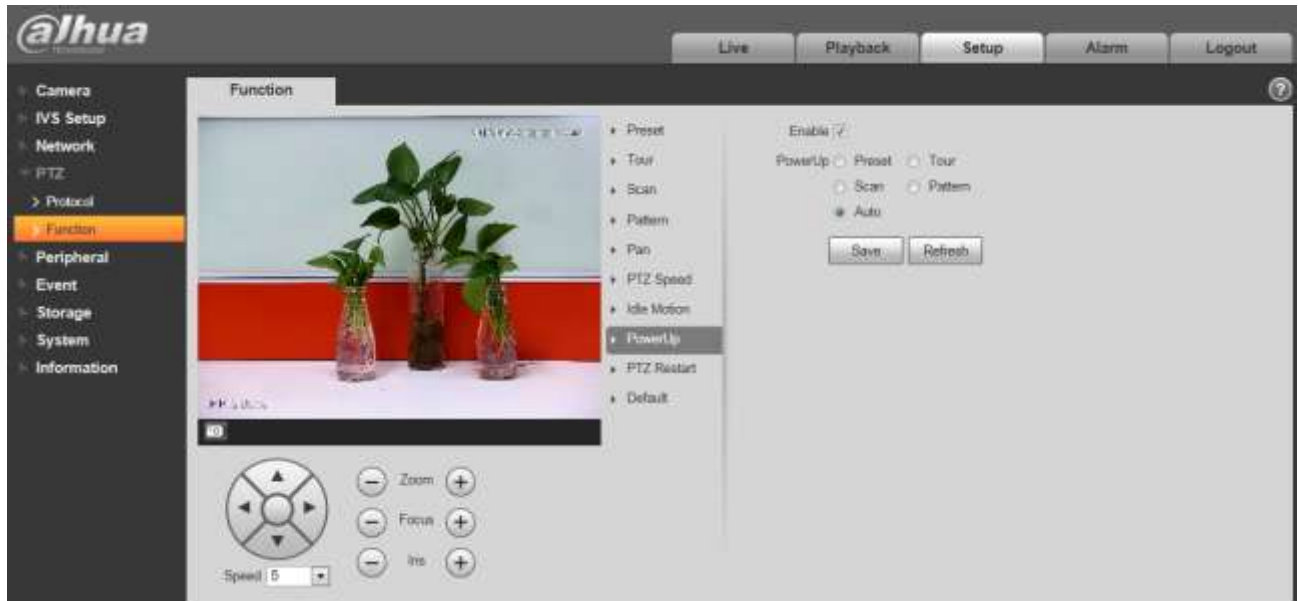 alhua
TECHNOLOGY
Live Playback Setup Alarm Logout
Camera
IVS Setup
Network
PTZ
Protocol
Function
Peripheral
Event
Storage
System
Information
Function
Preset
Tour
Scan
Pattern
Pan
PTZ Speed
Idle Motion
PowerUp
PTZ Restart
Default
Enable
PowerUp Preset Tour
Scan Pattern
Auto
Save Refresh
Zoom
Focus
Iris
Speed 5